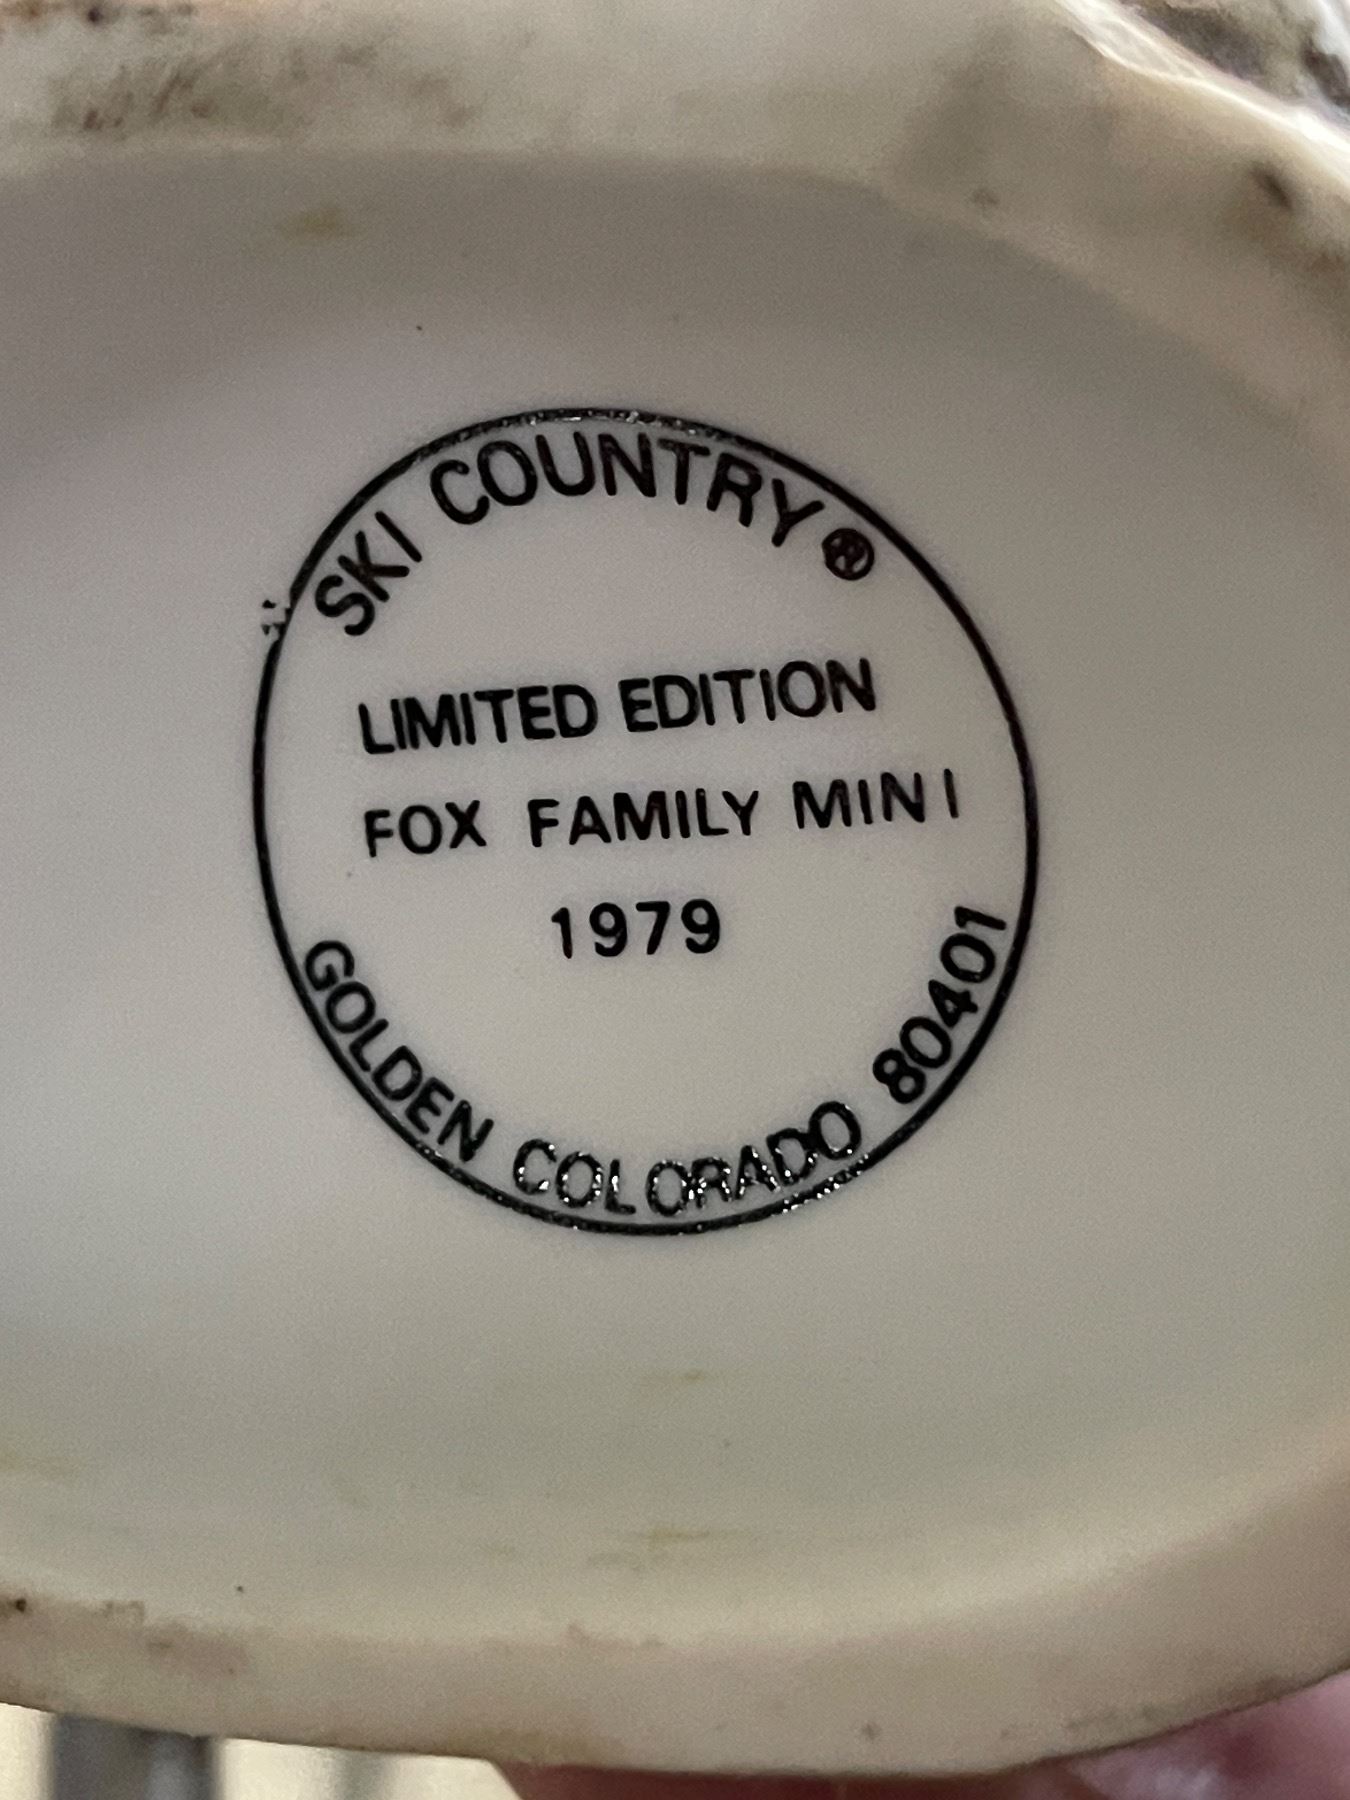 SKI COUNTRY®
LIMITED EDITION
FOX FAMILY MINI
1979
GOLDEN COLORADO 80401